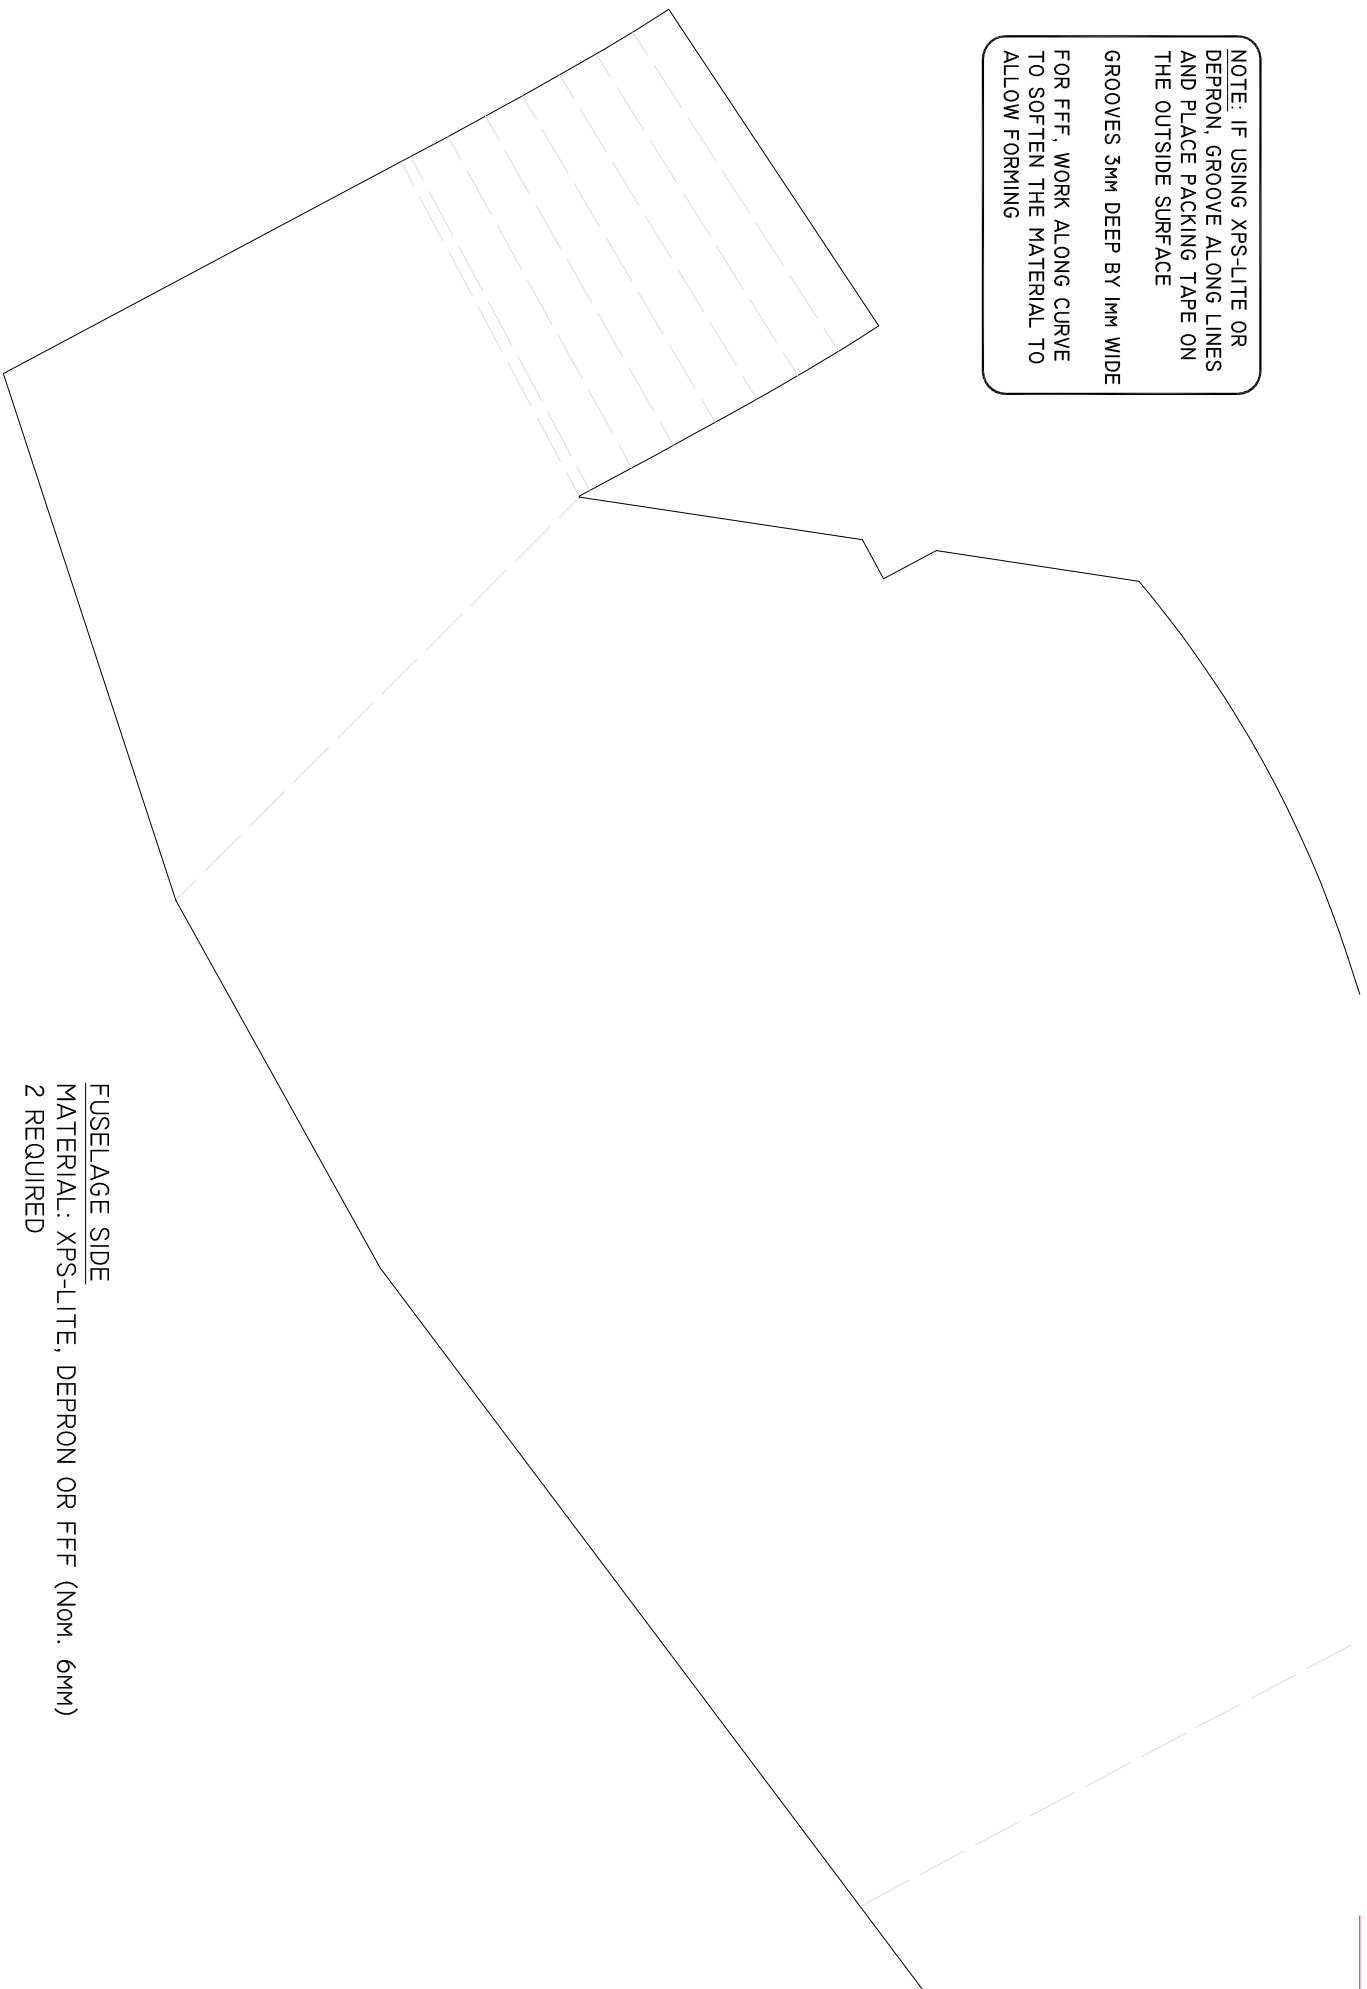 NOTE: IF USING XPS-LITE OR
DEPRON, GROOVE ALONG LINES
AND PLACE PACKING TAPE ON
THE OUTSIDE SURFACE
GROOVES 3MM DEEP BY 1MM WIDE
FOR FFF, WORK ALONG CURVE
TO SOFTEN THE MATERIAL TO
ALLOW FORMING
FUSELAGE SIDE
MATERIAL: XPS-LITE, DEPRON OR FFF (NOM. 6MM)
2 REQUIRED